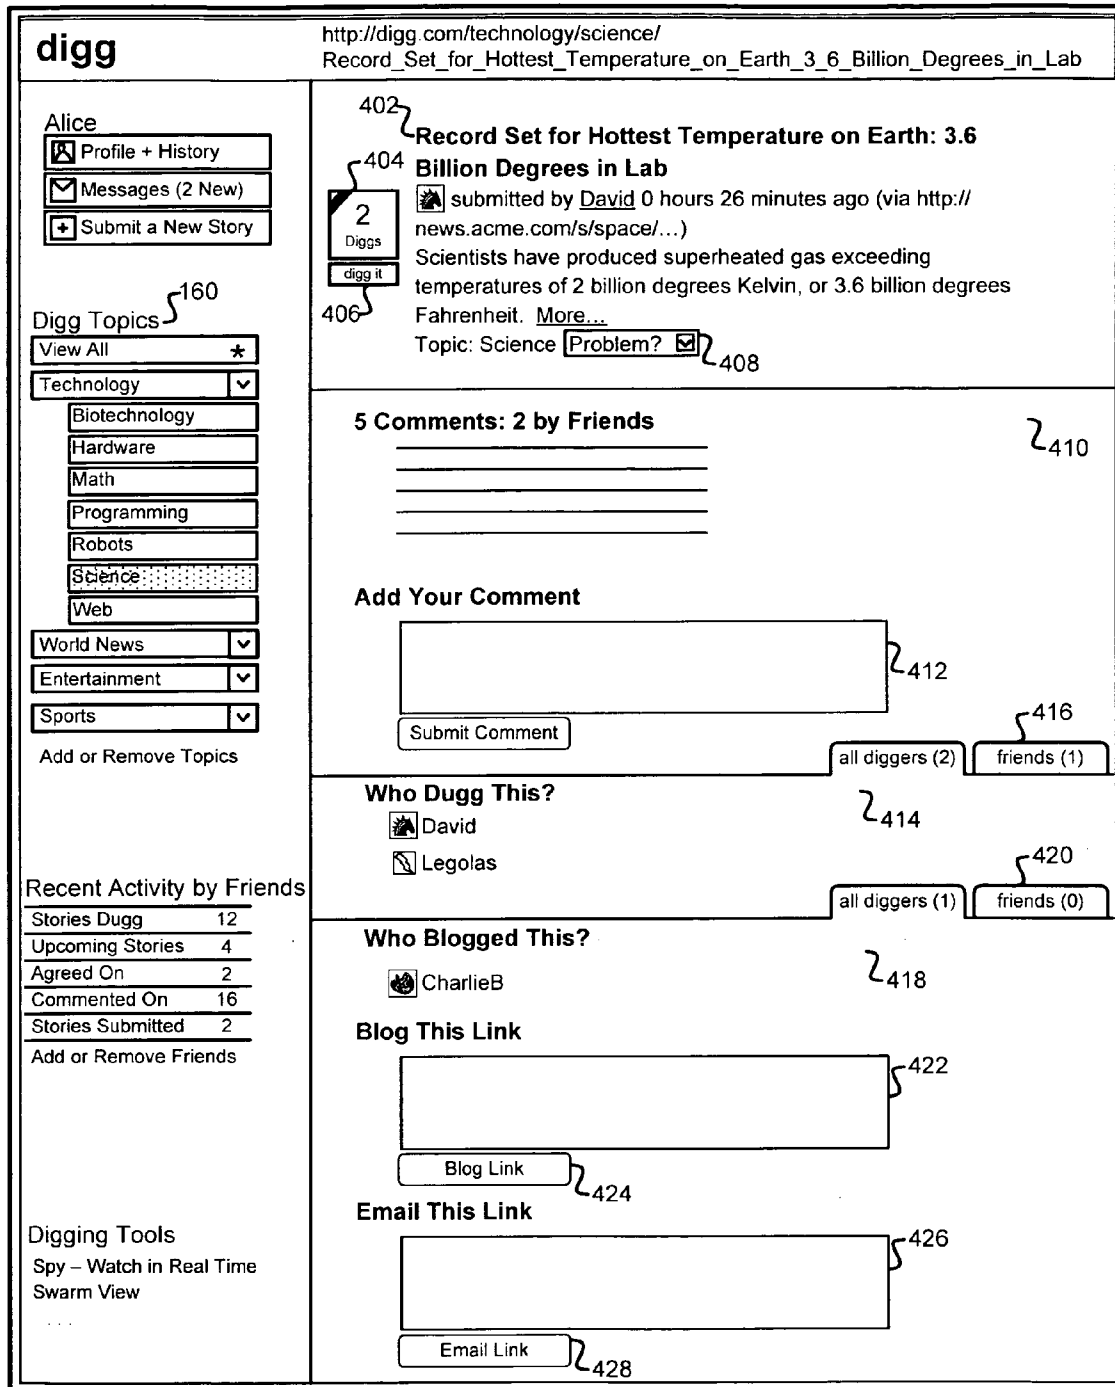 digg
http://digg.com/technology/science/
Record_Set_for_Hottest_Temperature_on_Earth_3_6_Billion_Degrees_in_Lab
Alice
Profile + History
Messages (2 New)
Submit a New Story
160
Digg Topics
View All *
Technology
Biotechnology
Hardware
Math
Programming
Robots
Science
Web
World News
Entertainment
Sports
Add or Remove Topics
Recent Activity by Friends
Stories Dugg 12
Upcoming Stories 4
Agreed On 2
Commented On 16
Stories Submitted 2
Add or Remove Friends
Digging Tools
Spy – Watch in Real Time
Swarm View
. . .
402
Record Set for Hottest Temperature on Earth: 3.6
Billion Degrees in Lab
404
2
Diggs
digg it
406
submitted by David 0 hours 26 minutes ago (via http://
news.acme.com/s/space/...)
Scientists have produced superheated gas exceeding
temperatures of 2 billion degrees Kelvin, or 3.6 billion degrees
Fahrenheit. More...
Topic: Science Problem?
408
5 Comments: 2 by Friends
410
Add Your Comment
412
Submit Comment
416
all diggers (2) friends (1)
Who Dugg This?
414
David
Legolas
420
all diggers (1) friends (0)
Who Blogged This?
418
CharlieB
Blog This Link
422
Blog Link
424
Email This Link
426
Email Link
428